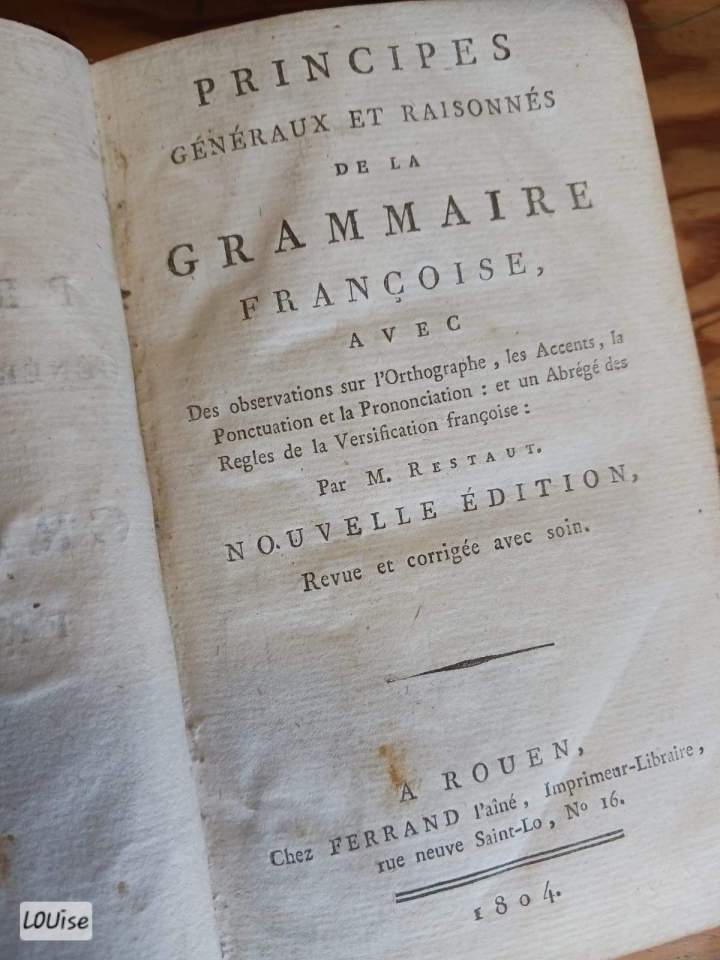 PRINCIPES
GÉNÉRAUX ET RAISONNÉS
DE LA
GRAMMAIRE
FRANÇOISE,
AVEC
Des observations sur l'Orthographe, les Accents, la
Ponctuation et la Prononciation : et un Abrégé des
Regles de la Versification françoise :
Par M. RESTAUT.
NOUVELLE ÉDITION,
Revue et corrigée avec soin.
A ROUEN,
Chez FERRAND l'aîné, Imprimeur-Libraire,
rue neuve Saint-Lo, No 16.
1804.
LOUise